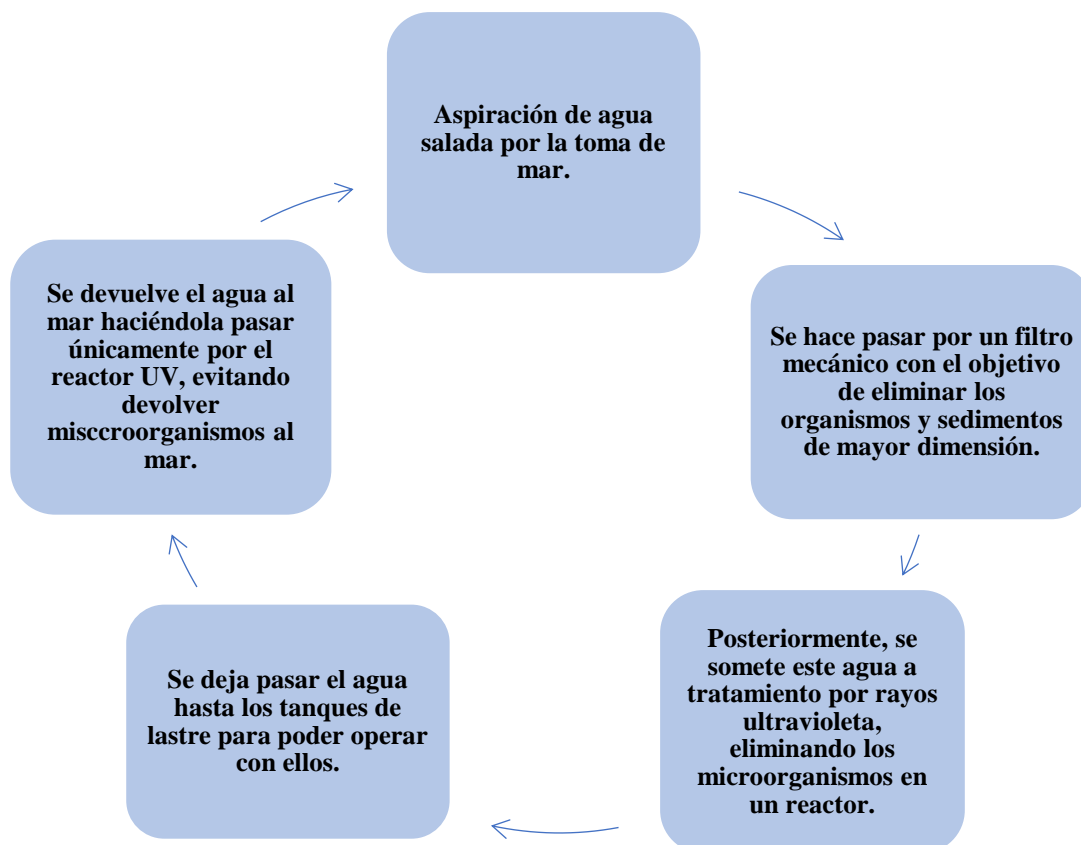 Aspiración de agua
salada por la toma de
mar.
Se hace pasar por un filtro
mecánico con el objetivo
de eliminar los
organismos y sedimentos
de mayor dimensión.
Posteriormente, se
somete este agua a
tratamiento por rayos
ultravioleta,
eliminando los
microorganismos en
un reactor.
Se deja pasar el agua
hasta los tanques de
lastre para poder operar
con ellos.
Se devuelve el agua al
mar haciéndola pasar
únicamente por el
reactor UV, evitando
devolver
misccroorganismos al
mar.